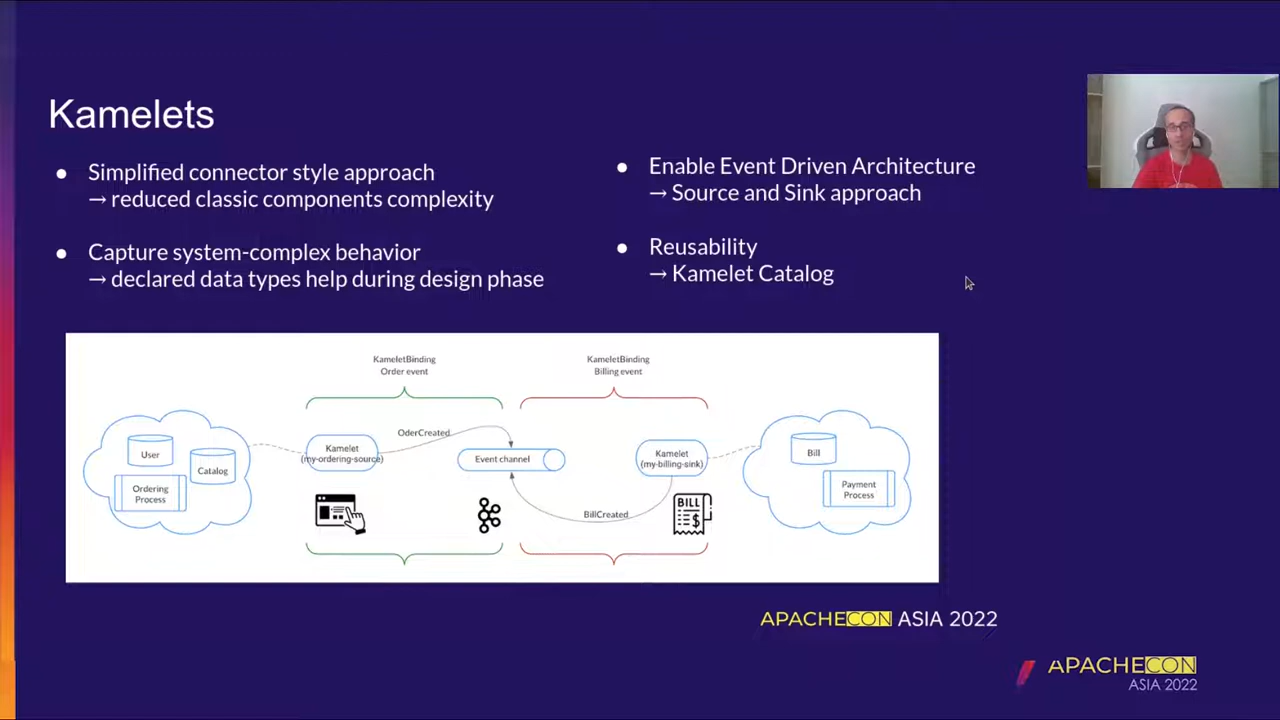 Kamelets
● Simplified connector style approach
→ reduced classic components complexity
● Capture system-complex behavior
→ declared data types help during design phase
● Enable Event Driven Architecture
→ Source and Sink approach
● Reusability
→ Kamelet Catalog
KameletBinding
Order event
KameletBinding
Billing event
User
Catalog
Ordering
Process
Kamelet
(my-ordering-source)
OderCreated
Event channel
Kamelet
(my-billing-sink)
BillCreated
BILL
$
Bill
Payment
Process
APACHECON ASIA 2022
APACHECON
ASIA 2022